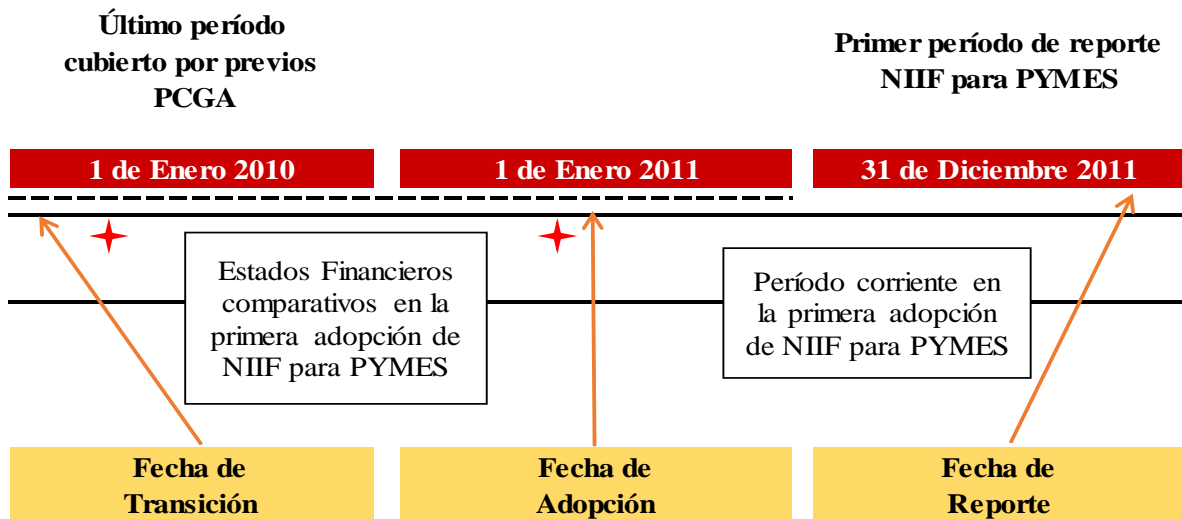 Último período
cubierto por previos
PCGA
Primer período de reporte
NIIF para PYMES
1 de Enero 2010
1 de Enero 2011
31 de Diciembre 2011
Estados Financieros
comparativos en la
primera adopción de
NIIF para PYMES
Período corriente en
la primera adopción
de NIIF para PYMES
Fecha de
Transición
Fecha de
Adopción
Fecha de
Reporte